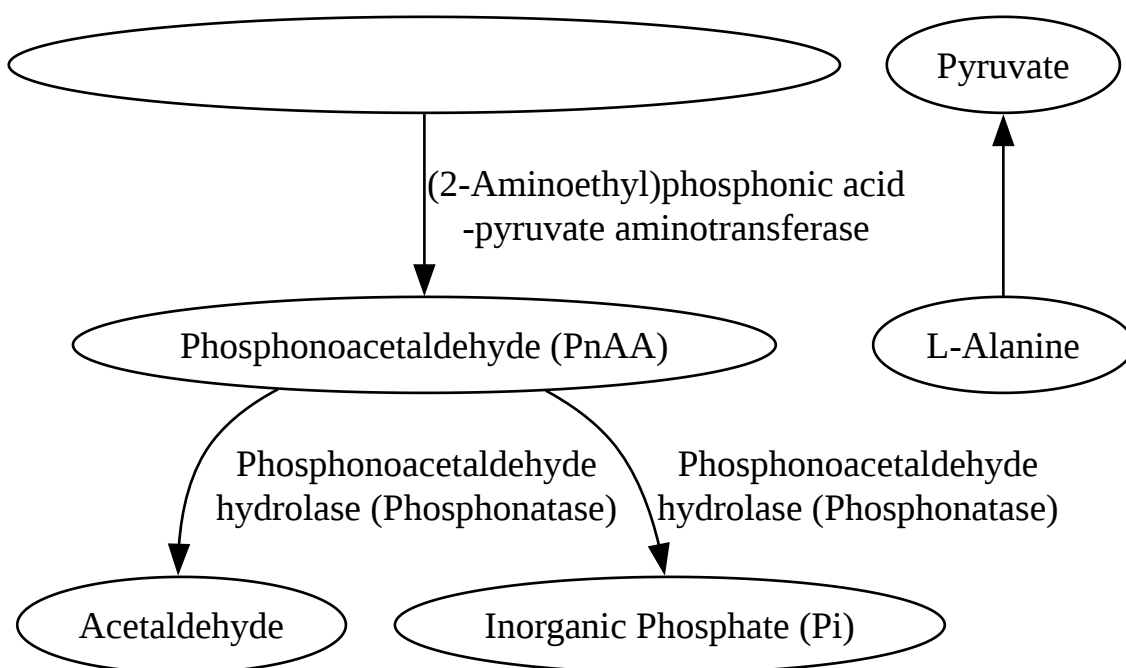 Pyruvate
(2-Aminoethyl)phosphonic acid
-pyruvate aminotransferase
Phosphonoacetaldehyde (PnAA)
L-Alanine
Phosphonoacetaldehyde
hydrolase (Phosphonatase)
Phosphonoacetaldehyde
hydrolase (Phosphonatase)
Acetaldehyde
Inorganic Phosphate (Pi)